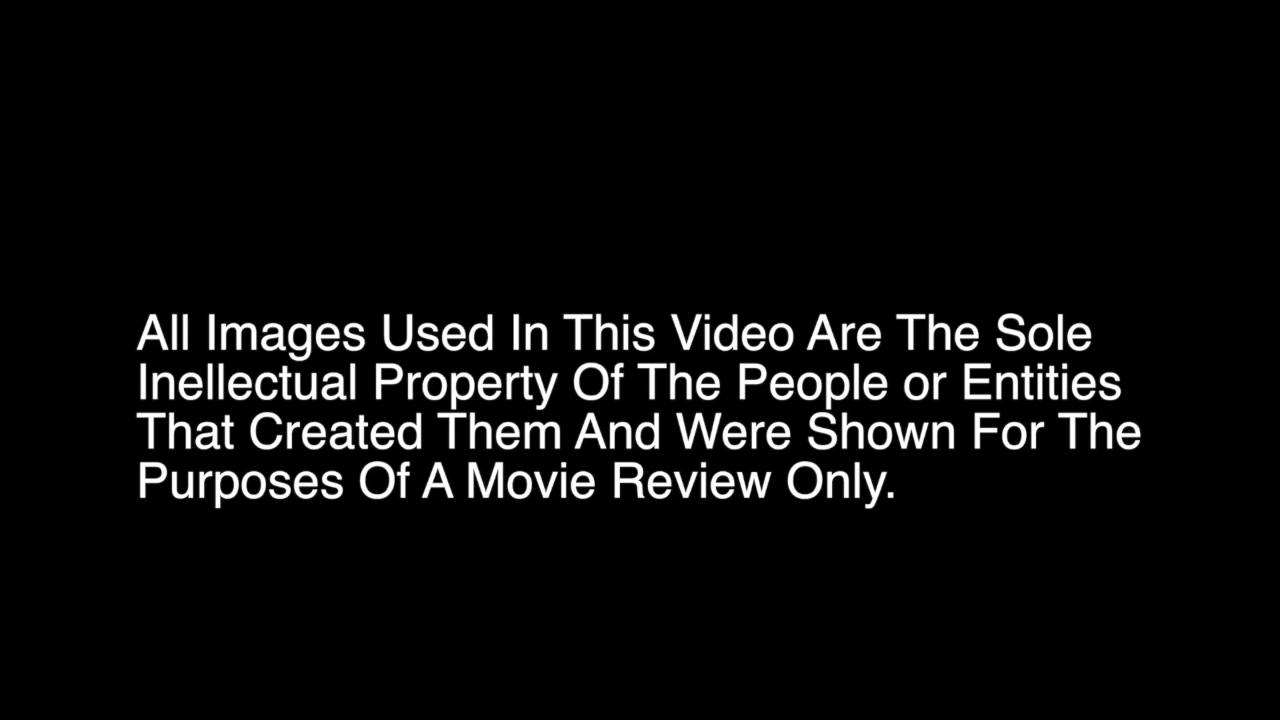 All Images Used In This Video Are The Sole
Inellectual Property Of The People or Entities
That Created Them And Were Shown For The
Purposes Of A Movie Review Only.